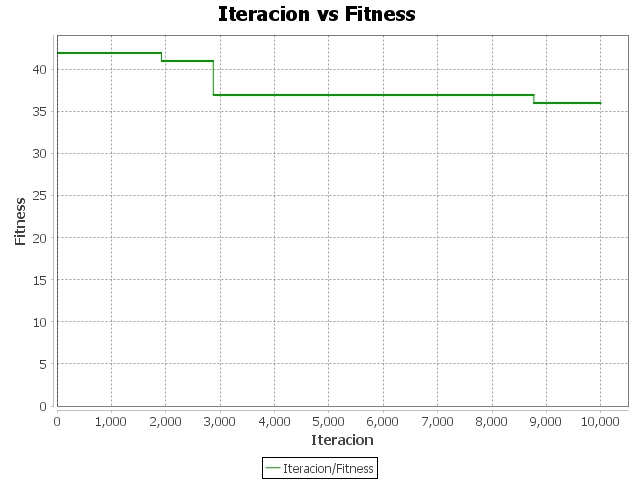 Iteracion vs Fitness
Fitness
40
35
30
25
20
15
10
5
0
0 1,000 2,000 3,000 4,000 5,000 6,000 7,000 8,000 9,000 10,000
Iteracion
Iteracion/Fitness